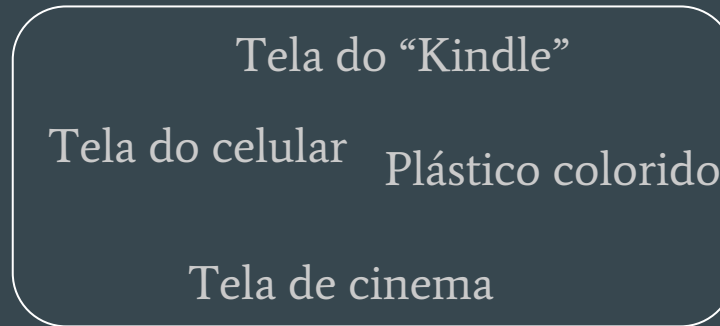 Tela do “Kindle”
Tela do celular
Plástico colorido
Tela de cinema